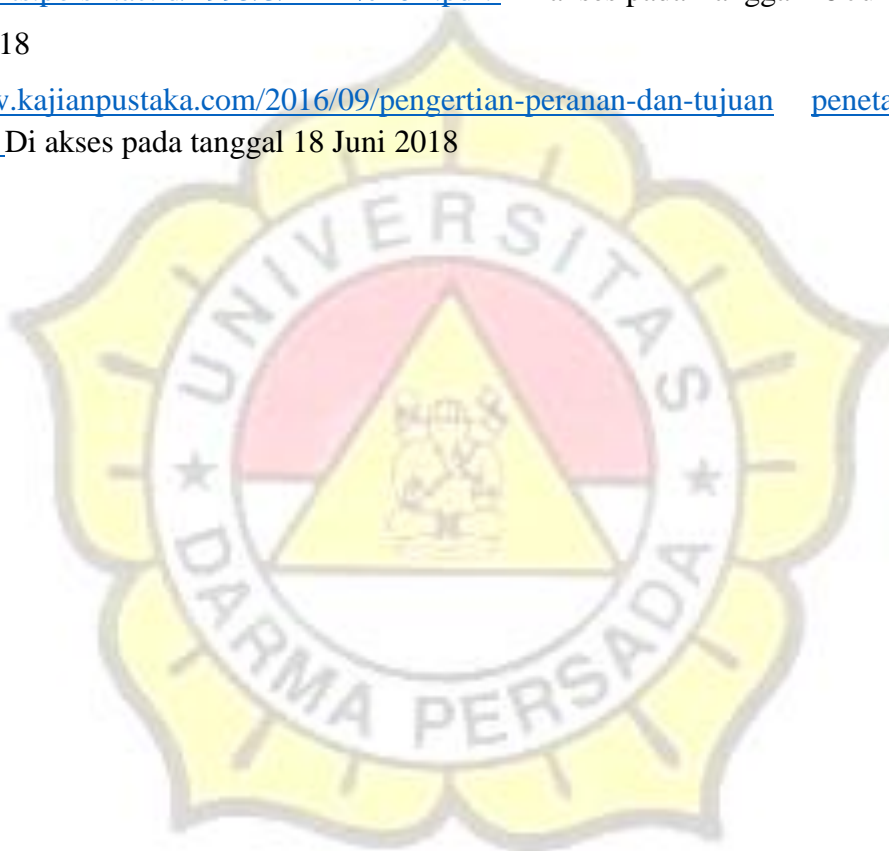 18
w.kajianpustaka.com/2016/09/pengertian-peranan-dan-tujuan peneta
Di akses pada tanggal 18 Juni 2018
UNIVERSITAS
DARMA PERSADA